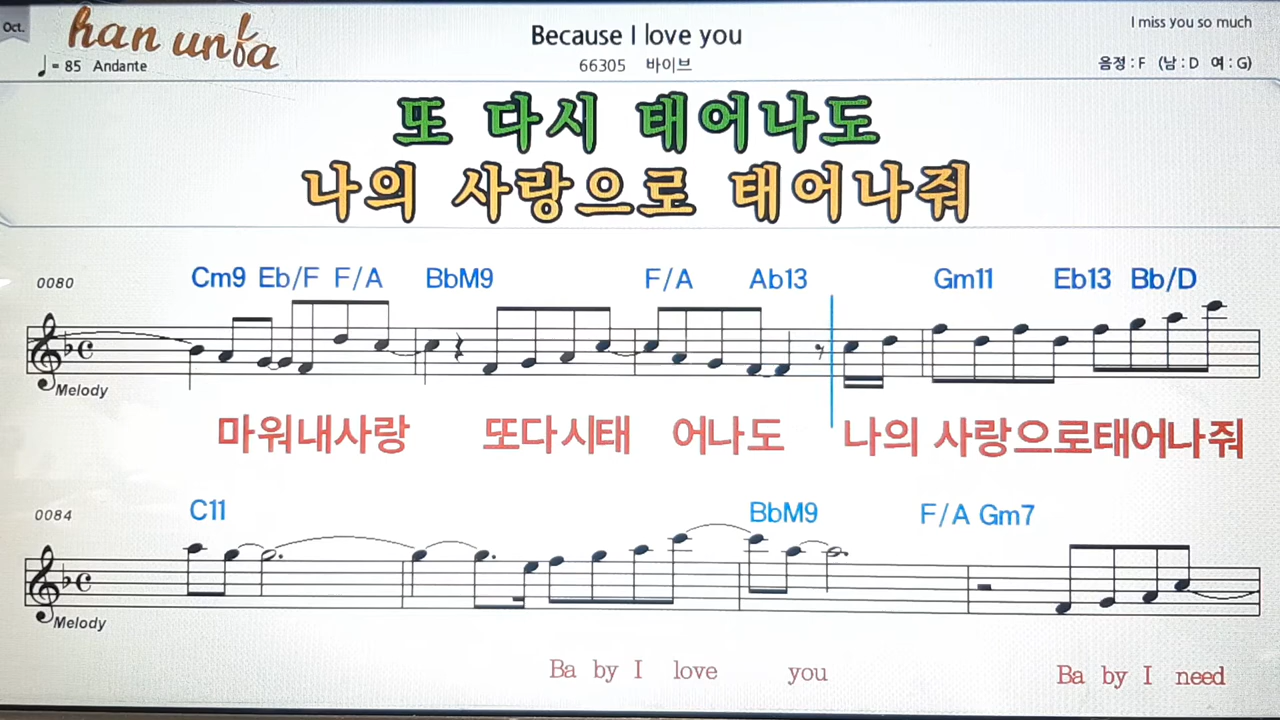 Oct.
han unfa
Because I love you
I miss you so much
♩= 85 Andante
66305 바이브
음정 : F (남 : D 여 : G)
또 다시 태어나도
나의 사랑으로 태어나줘
0080
Cm9 Eb/F F/A BbM9 F/A Ab13 Gm11 Eb13 Bb/D
Melody
마워내사랑 또다시태 어나도 나의 사랑으로태어나줘
0084
C11 BbM9 F/A Gm7
Melody
Ba by I love you Ba by I need